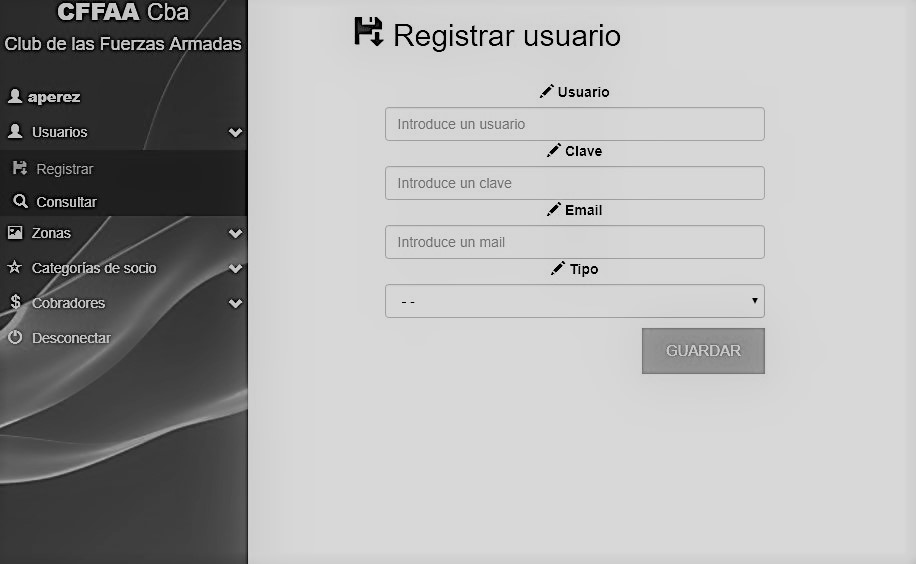 CFFAA Cba
Club de las Fuerzas Armadas
aperez
Usuarios
Registrar
Consultar
Zonas
Categorías de socio
Cobradores
Desconectar
Registrar usuario
Usuario
Introduce un usuario
Clave
Introduce un clave
Email
Introduce un mail
Tipo
- -
GUARDAR